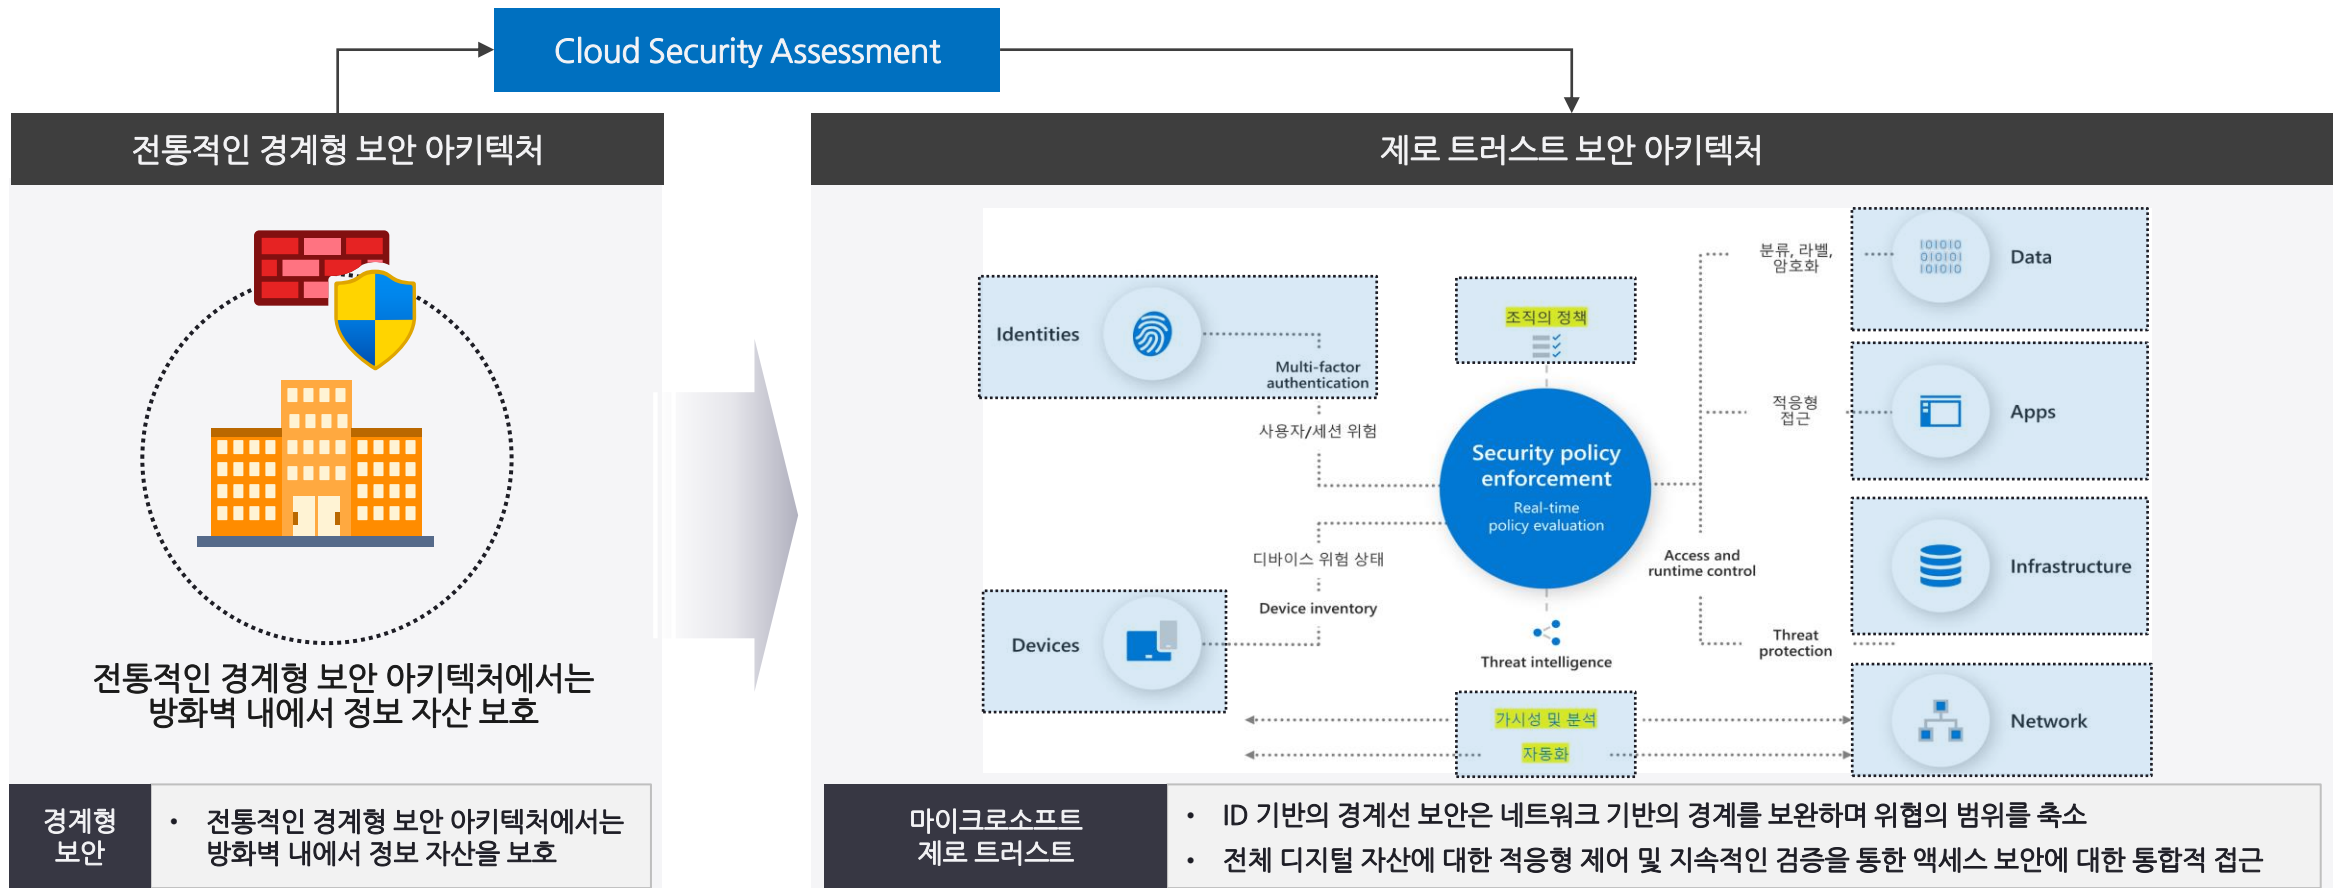 Cloud Security Assessment
전통적인 경계형 보안 아키텍처
전통적인 경계형 보안 아키텍처에서는
방화벽 내에서 정보 자산 보호
경계형
보안
• 전통적인 경계형 보안 아키텍처에서는
방화벽 내에서 정보 자산을 보호
제로 트러스트 보안 아키텍처
Identities
Multi-factor
authentication
사용자/세션 위험
디바이스 위험 상태
Device inventory
Devices
조직의 정책
Security policy
enforcement
Real-time
policy evaluation
Threat intelligence
가시성 및 분석
자동화
분류, 라벨,
암호화
적응형
접근
Access and
runtime control
Threat
protection
101010
010101
101010
Data
Apps
Infrastructure
Network
마이크로소프트
제로 트러스트
• ID 기반의 경계선 보안은 네트워크 기반의 경계를 보완하며 위협의 범위를 축소
• 전체 디지털 자산에 대한 적응형 제어 및 지속적인 검증을 통한 액세스 보안에 대한 통합적 접근